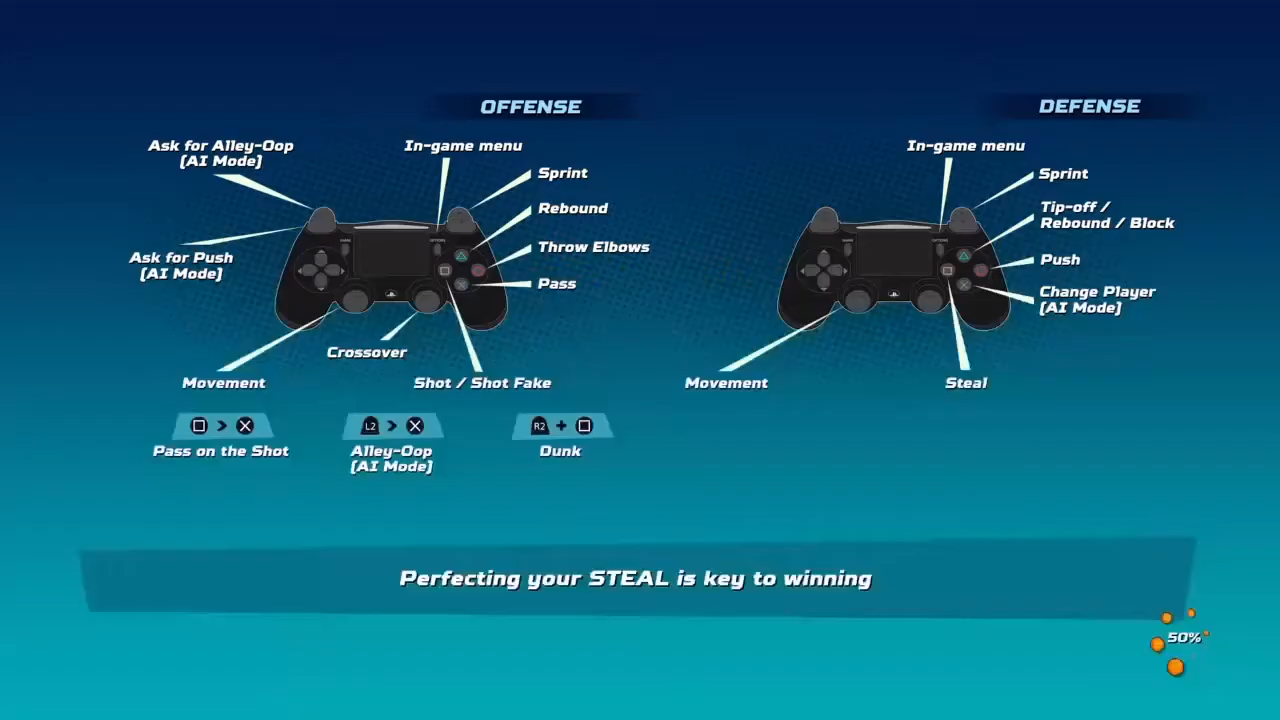 OFFENSE
Ask for Alley-Oop
[AI Mode]
In-game menu
Sprint
Rebound
Throw Elbows
Pass
Ask for Push
[AI Mode]
Crossover
Movement
Shot / Shot Fake
L2
R2
Pass on the Shot
Alley-Oop
[AI Mode]
Dunk
DEFENSE
In-game menu
Sprint
Tip-off /
Rebound / Block
Push
Change Player
[AI Mode]
Movement
Steal
Perfecting your STEAL is key to winning
50%